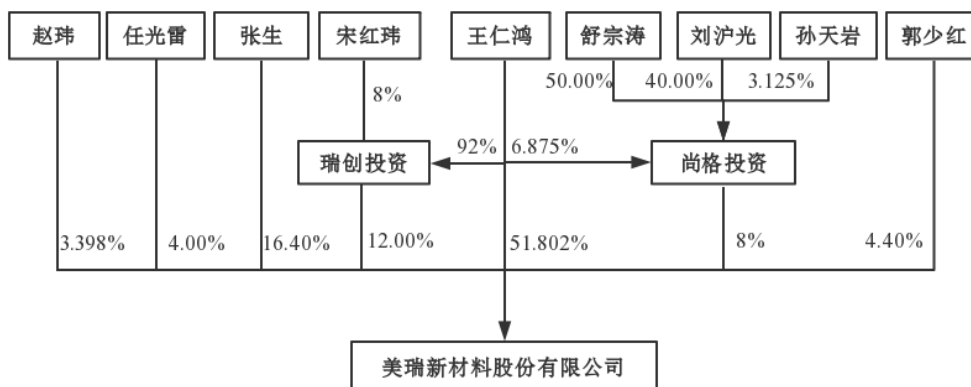 赵玮
任光雷
张生
宋红玮
王仁鸿
舒宗涛
刘沪光
孙天岩
郭少红
50.00%
40.00%
3.125%
8%
92%
6.875%
瑞创投资
尚格投资
3.398%
4.00%
16.40%
12.00%
51.802%
8%
4.40%
美瑞新材料股份有限公司